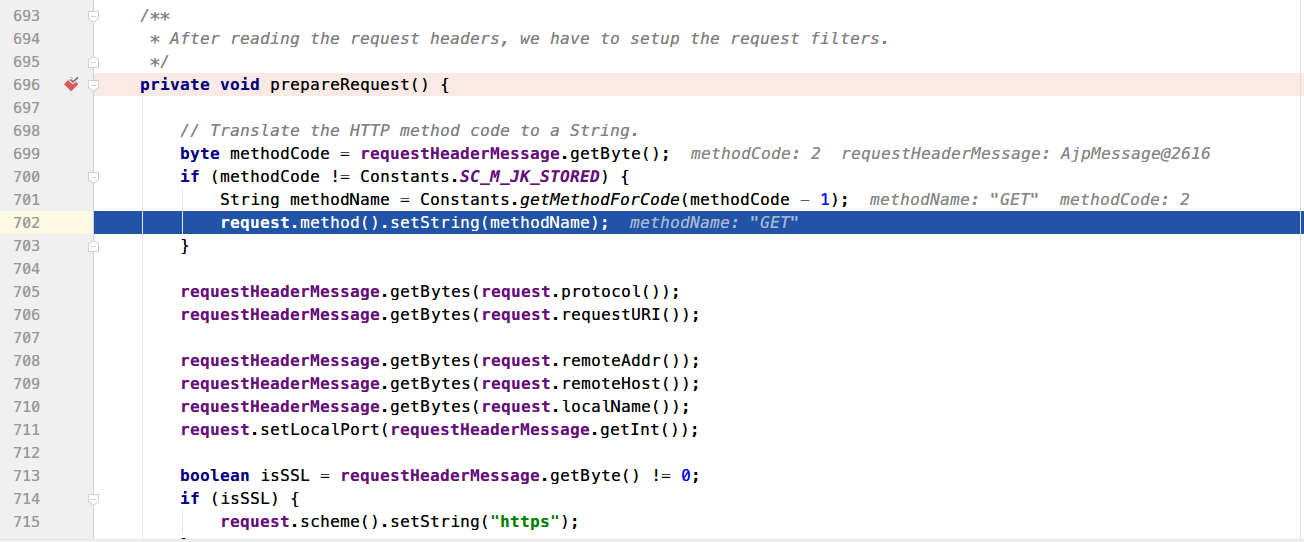 693 /**
694 * After reading the request headers, we have to setup the request filters.
695 */
696 private void prepareRequest() {
697
698 // Translate the HTTP method code to a String.
699 byte methodCode = requestHeaderMessage.getByte(); methodCode: 2 requestHeaderMessage: AjpMessage@2616
700 if (methodCode != Constants.SC_M_JK_STORED) {
701 String methodName = Constants.getMethodForCode(methodCode - 1); methodName: "GET" methodCode: 2
702 request.method().setString(methodName); methodName: "GET"
703 }
704
705 requestHeaderMessage.getBytes(request.protocol());
706 requestHeaderMessage.getBytes(request.requestURI());
707
708 requestHeaderMessage.getBytes(request.remoteAddr());
709 requestHeaderMessage.getBytes(request.remoteHost());
710 requestHeaderMessage.getBytes(request.localName());
711 request.setLocalPort(requestHeaderMessage.getInt());
712
713 boolean isSSL = requestHeaderMessage.getByte() != 0;
714 if (isSSL) {
715 request.scheme().setString("https");